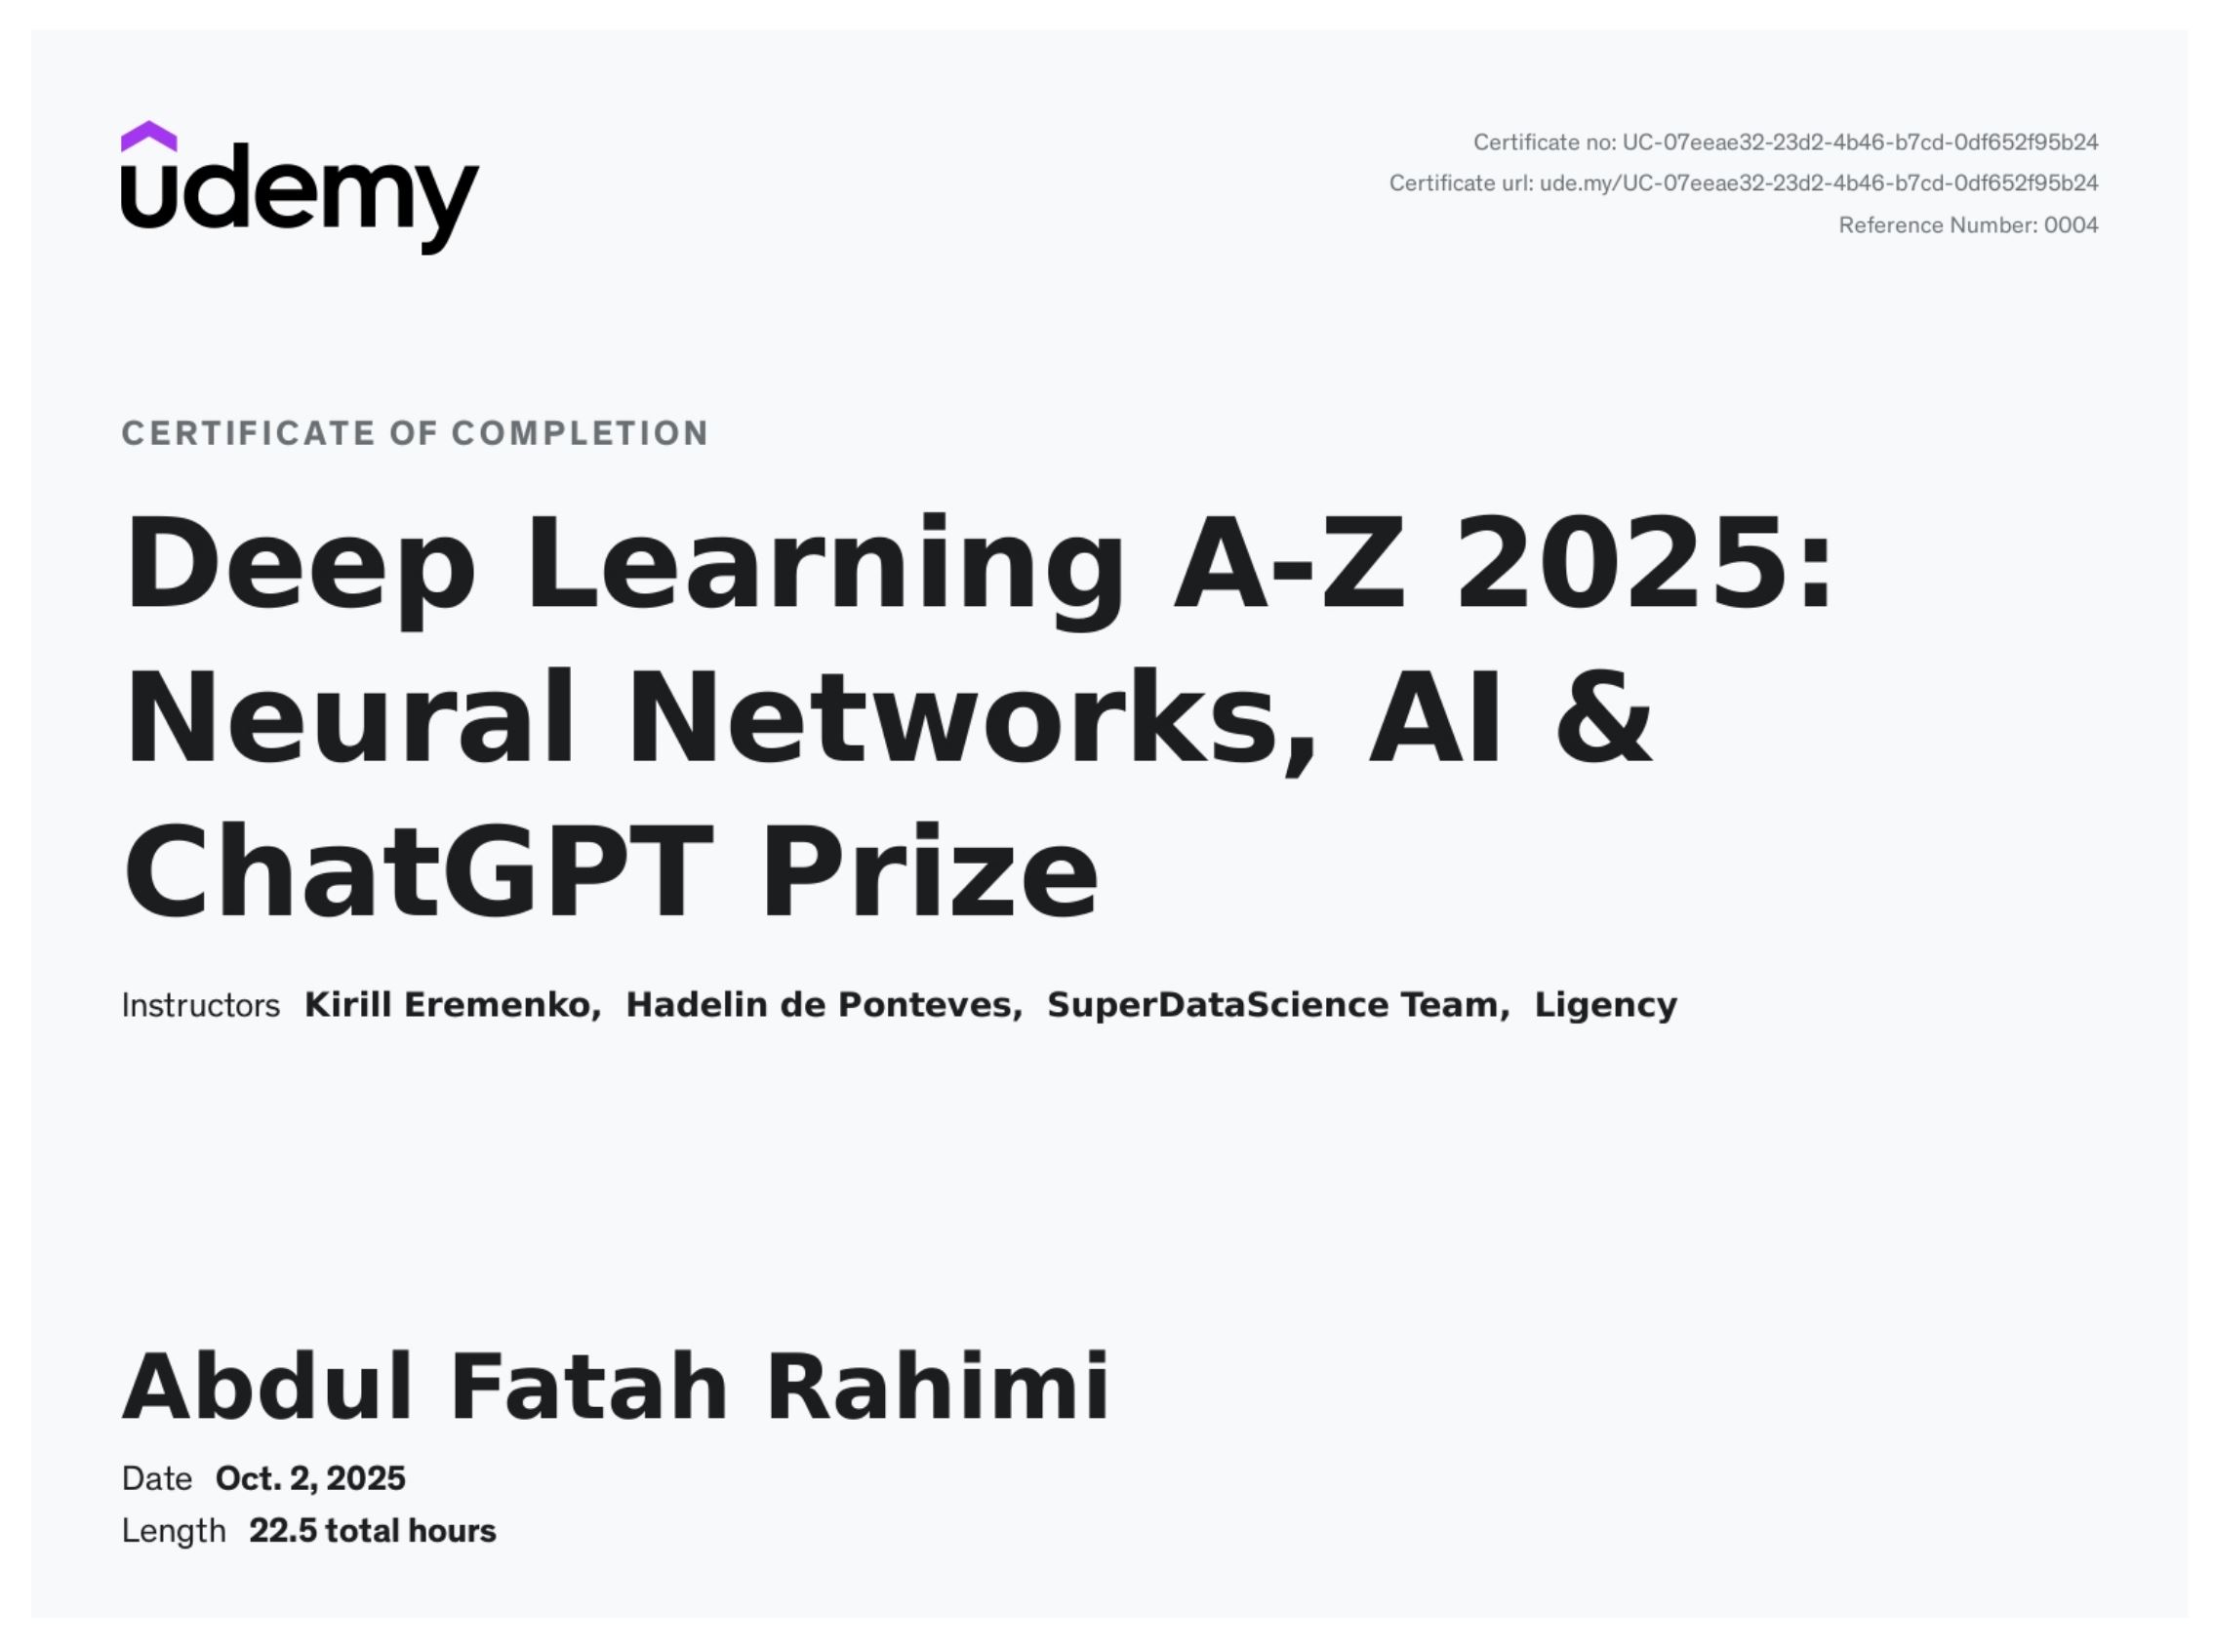 udemy
Certificate no: UC-07eeae32-23d2-4b46-b7cd-0df652f95b24
Certificate url: ude.my/UC-07eeae32-23d2-4b46-b7cd-0df652f95b24
Reference Number: 0004
CERTIFICATE OF COMPLETION
Deep Learning A-Z 2025:
Neural Networks, AI &
ChatGPT Prize
Instructors Kirill Eremenko, Hadelin de Ponteves, SuperDataScience Team, Ligency
Abdul Fatah Rahimi
Date Oct. 2, 2025
Length 22.5 total hours